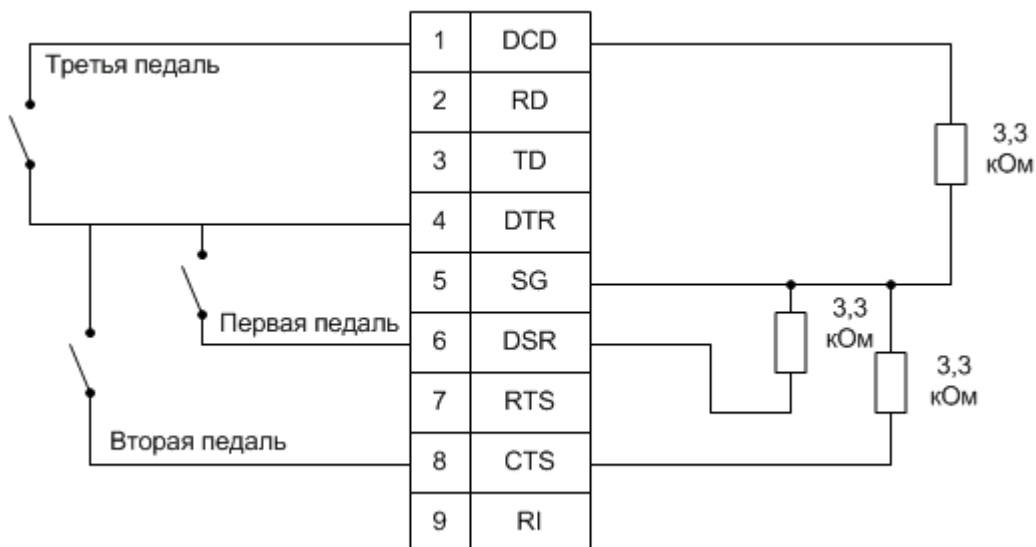 1 DCD
Третья педаль
2 RD
3,3
кОм
3 TD
4 DTR
5 SG
3,3
кОм
Первая педаль
6 DSR
3,3
кОм
7 RTS
Вторая педаль
8 CTS
9 RI